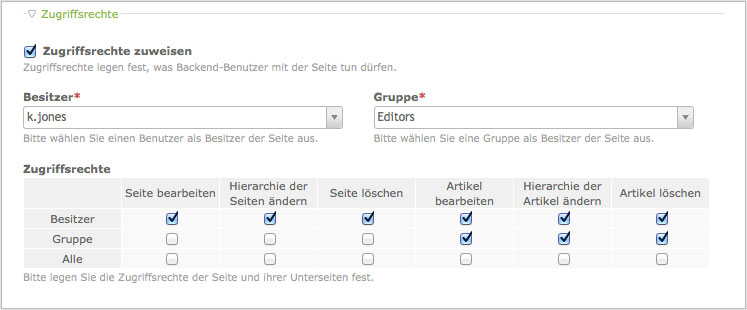 Zugriffsrechte
Zugriffsrechte zuweisen
Zugriffsrechte legen fest, was Backend-Benutzer mit der Seite tun dürfen.
Besitzer* Gruppe*
k.jones Editors
Bitte wählen Sie einen Benutzer als Besitzer der Seite aus. Bitte wählen Sie eine Gruppe als Besitzer der Seite aus.
Zugriffsrechte
Seite bearbeiten Hierarchie der Seiten ändern Seite löschen Artikel bearbeiten Hierarchie der Artikel ändern Artikel löschen
Besitzer
Gruppe
Alle
Bitte legen Sie die Zugriffsrechte der Seite und ihrer Unterseiten fest.